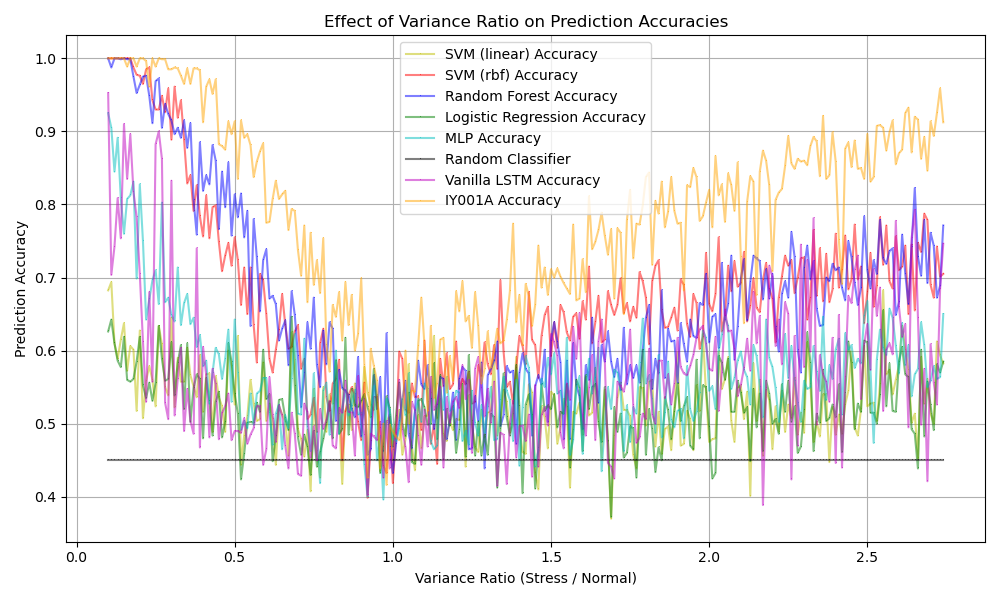 Effect of Variance Ratio on Prediction Accuracies
SVM (linear) Accuracy
SVM (rbf) Accuracy
Random Forest Accuracy
Logistic Regression Accuracy
MLP Accuracy
Random Classifier
Vanilla LSTM Accuracy
IY001A Accuracy
Prediction Accuracy
1.0
0.9
0.8
0.7
0.6
0.5
0.4
0.0 0.5 1.0 1.5 2.0 2.5
Variance Ratio (Stress / Normal)